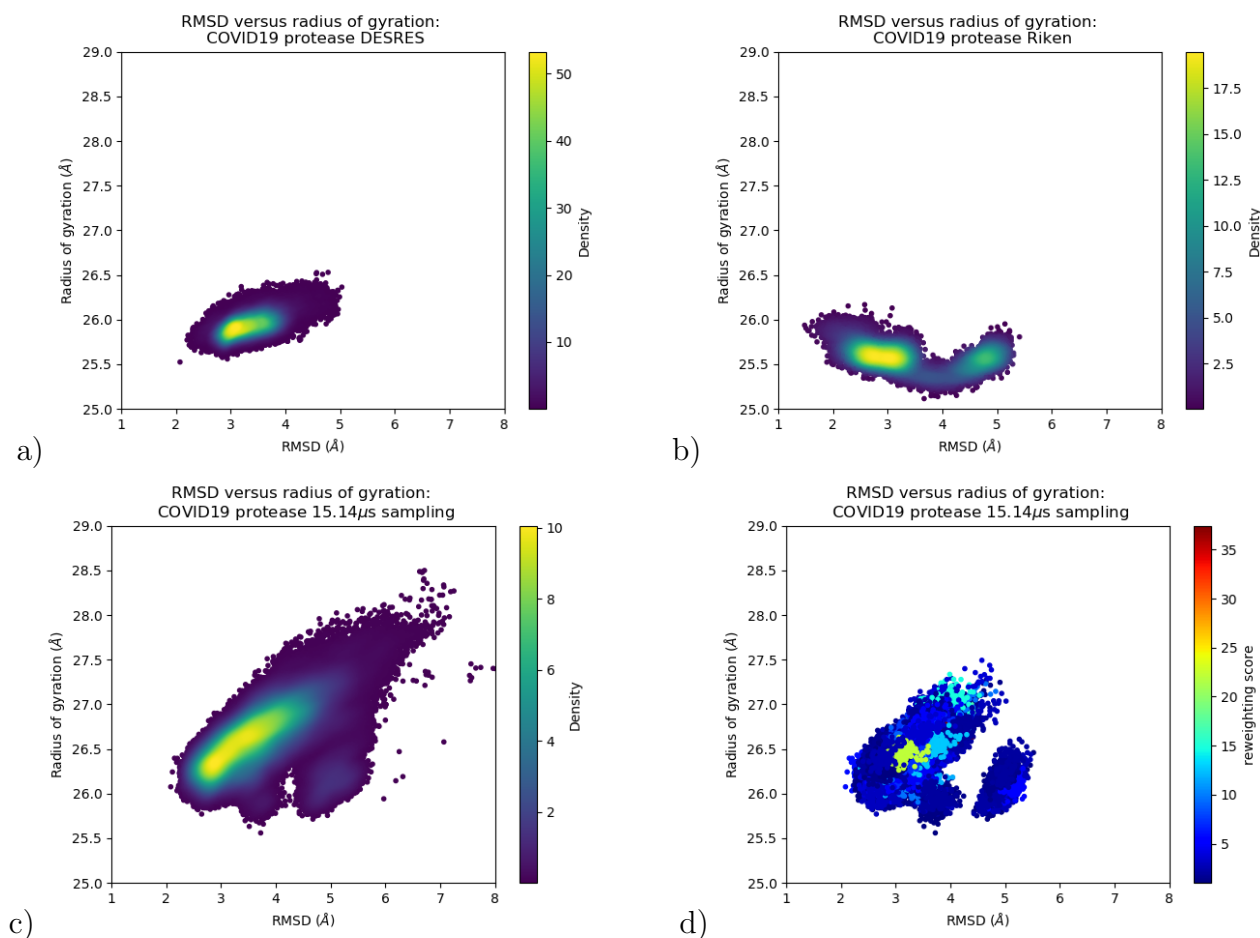 RMSD versus radius of gyration:
COVID19 protease DESRES
29.0
28.5
28.0
27.5
27.0
26.5
26.0
25.5
25.0
Radius of gyration (Å)
1 2 3 4 5 6 7 8
RMSD (Å)
50
40
30
20
10
Density
a)
RMSD versus radius of gyration:
COVID19 protease Riken
29.0
28.5
28.0
27.5
27.0
26.5
26.0
25.5
25.0
Radius of gyration (Å)
1 2 3 4 5 6 7 8
RMSD (Å)
17.5
15.0
12.5
10.0
7.5
5.0
2.5
Density
b)
RMSD versus radius of gyration:
COVID19 protease 15.14μs sampling
29.0
28.5
28.0
27.5
27.0
26.5
26.0
25.5
25.0
Radius of gyration (Å)
1 2 3 4 5 6 7 8
RMSD (Å)
10
8
6
4
2
Density
c)
RMSD versus radius of gyration:
COVID19 protease 15.14μs sampling
29.0
28.5
28.0
27.5
27.0
26.5
26.0
25.5
25.0
Radius of gyration (Å)
1 2 3 4 5 6 7 8
RMSD (Å)
35
30
25
20
15
10
5
reweighting score
d)